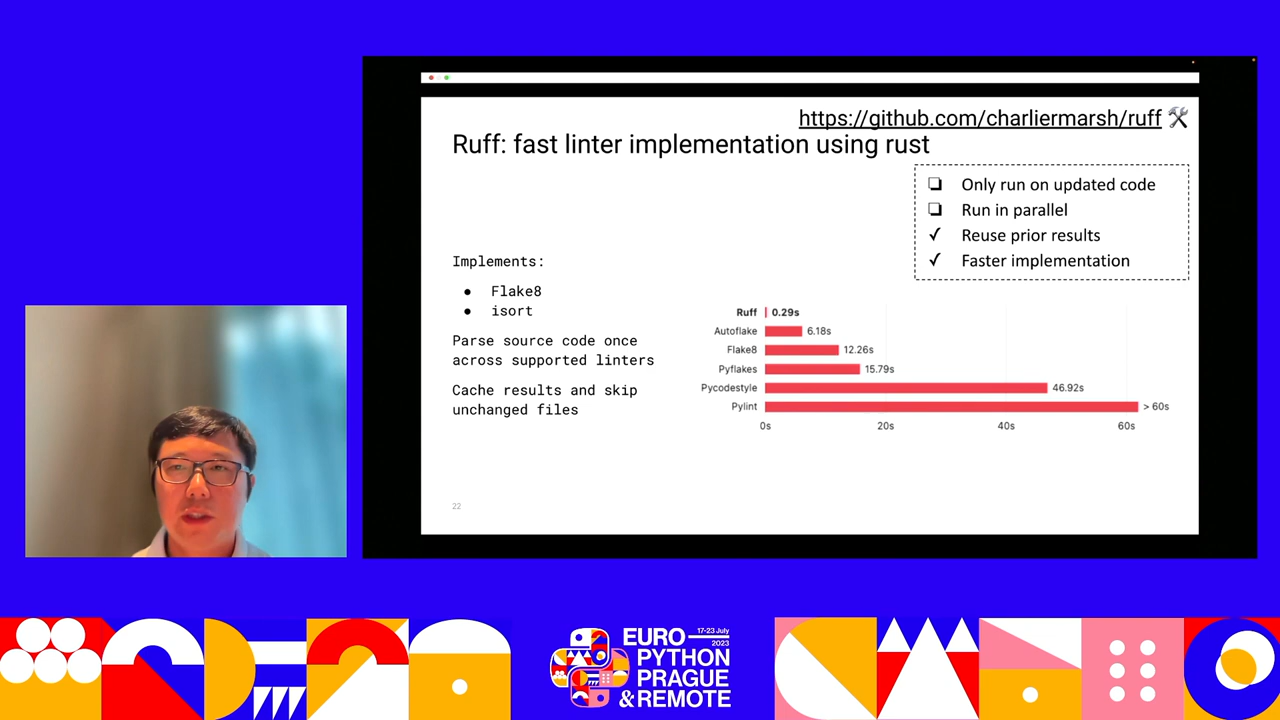 https://github.com/charliermarsh/ruff
Ruff: fast linter implementation using rust
❑ Only run on updated code
❑ Run in parallel
✓ Reuse prior results
✓ Faster implementation
Implements:
● Flake8
● isort
Parse source code once
across supported linters
Cache results and skip
unchanged files
Ruff 0.29s
Autoflake 6.18s
Flake8 12.26s
Pyflakes 15.79s
Pycodestyle 46.92s
Pylint > 60s
0s 20s 40s 60s
22
17-23 July
2023
EURO
PYTHON
PRAGUE
& REMOTE